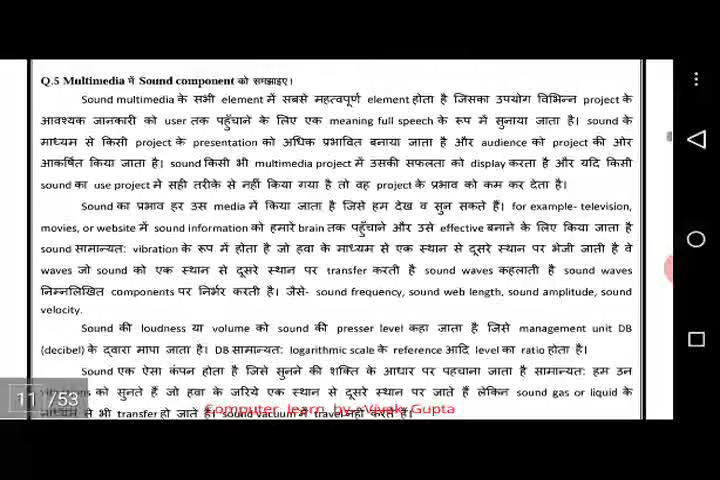 Q.5 Multimedia में Sound component को समझाइए।
Sound multimedia के सभी element में सबसे महत्वपूर्ण element होता है जिसका उपयोग विभिन्न project के
आवश्यक जानकारी को user तक पहुँचाने के लिए एक meaning full speech के रूप में सुनाया जाता है। sound के
माध्यम से किसी project के presentation को अधिक प्रभावित बनाया जाता है और audience को project की ओर
आकर्षित किया जाता है। sound किसी भी multimedia project में उसकी सफलता को display करता है और यदि किसी
sound का use project मे सही तरीके से नहीं किया गया है तो वह project के प्रभाव को कम कर देता है।
Sound का प्रभाव हर उस media में किया जाता है जिसे हम देख व सुन सकते हैं। for example- television,
movies, or website में sound information को हमारे brain तक पहुँचाने और उसे effective बनाने के लिए किया जाता है
sound सामान्यत: vibration के रूप में होता है जो हवा के माध्यम से एक स्थान से दूसरे स्थान पर भेजी जाती है वे
waves जो sound को एक स्थान से दूसरे स्थान पर transfer करती है sound waves कहलाती है sound waves
निम्नलिखित components पर निर्भर करती है। जैसे- sound frequency, sound web length, sound amplitude, sound
velocity.
Sound की loudness या volume को sound की presser level कहा जाता है जिसे management unit DB
(decibel) के द्वारा मापा जाता है। DB सामान्यत: logarithmic scale के reference आदि level का ratio होता है।
Sound एक ऐसा कंपन होता है जिसे सुनने की शक्ति के आधार पर पहचाना जाता है सामान्यत: हम उन
को सुनते हैं जो हवा के जरिये एक स्थान से दूसरे स्थान पर जाते हैं लेकिन sound gas or liquid के
माध्यम से भी transfer हो जाते हैं। sound vacuum में travel नहीं करते हैं।
11 /53
Computer learn by- Vivek Gupta